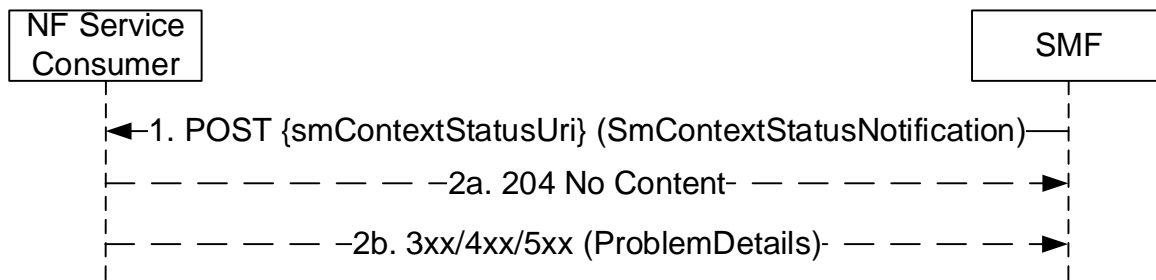 NF Service
Consumer
SMF
1. POST {smContextStatusUri} (SmContextStatusNotification)
2a. 204 No Content
2b. 3xx/4xx/5xx (ProblemDetails)